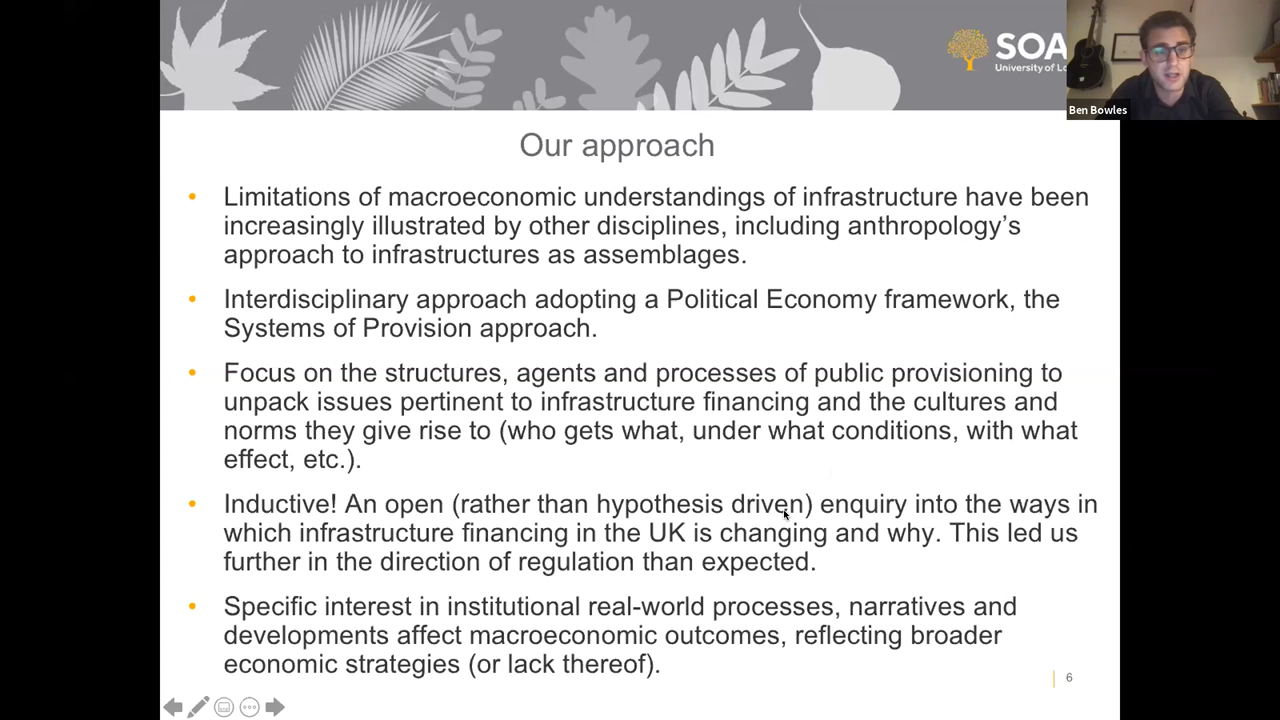 SOA
University of Lo
Ben Bowles
Our approach
• Limitations of macroeconomic understandings of infrastructure have been
increasingly illustrated by other disciplines, including anthropology's
approach to infrastructures as assemblages.
• Interdisciplinary approach adopting a Political Economy framework, the
Systems of Provision approach.
• Focus on the structures, agents and processes of public provisioning to
unpack issues pertinent to infrastructure financing and the cultures and
norms they give rise to (who gets what, under what conditions, with what
effect, etc.).
• Inductive! An open (rather than hypothesis driven) enquiry into the ways in
which infrastructure financing in the UK is changing and why. This led us
further in the direction of regulation than expected.
• Specific interest in institutional real-world processes, narratives and
developments affect macroeconomic outcomes, reflecting broader
economic strategies (or lack thereof).
6